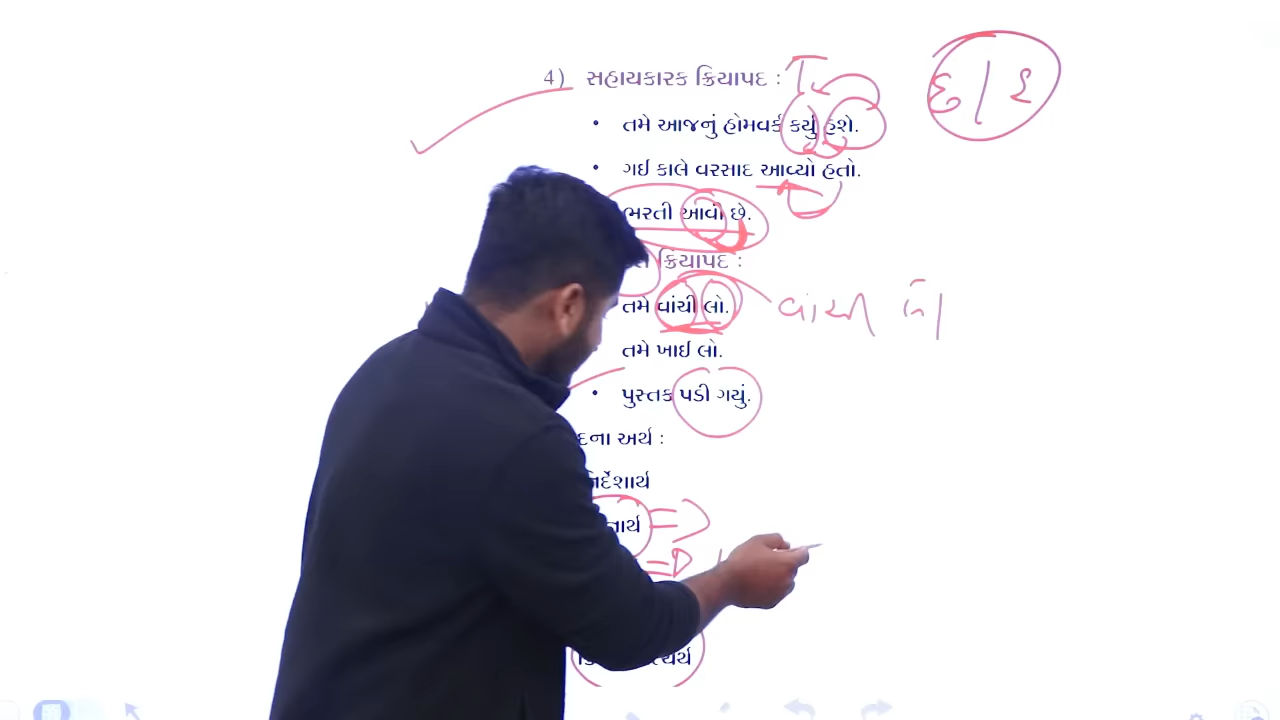 4) સહાયકારક ક્રિયાપદ :
• તમે આજનું હોમવર્ક કર્યું હશે.
• ગઈ કાલે વરસાદ આવ્યો હતો.
ભરતી આવી છે.
ક્રિયાપદ :
તમે વાંચી લો.
વાંચી
તમે ખાઈ લો.
• પુસ્તક પડી ગયું.
અર્થ :
નિર્દેશાર્થ